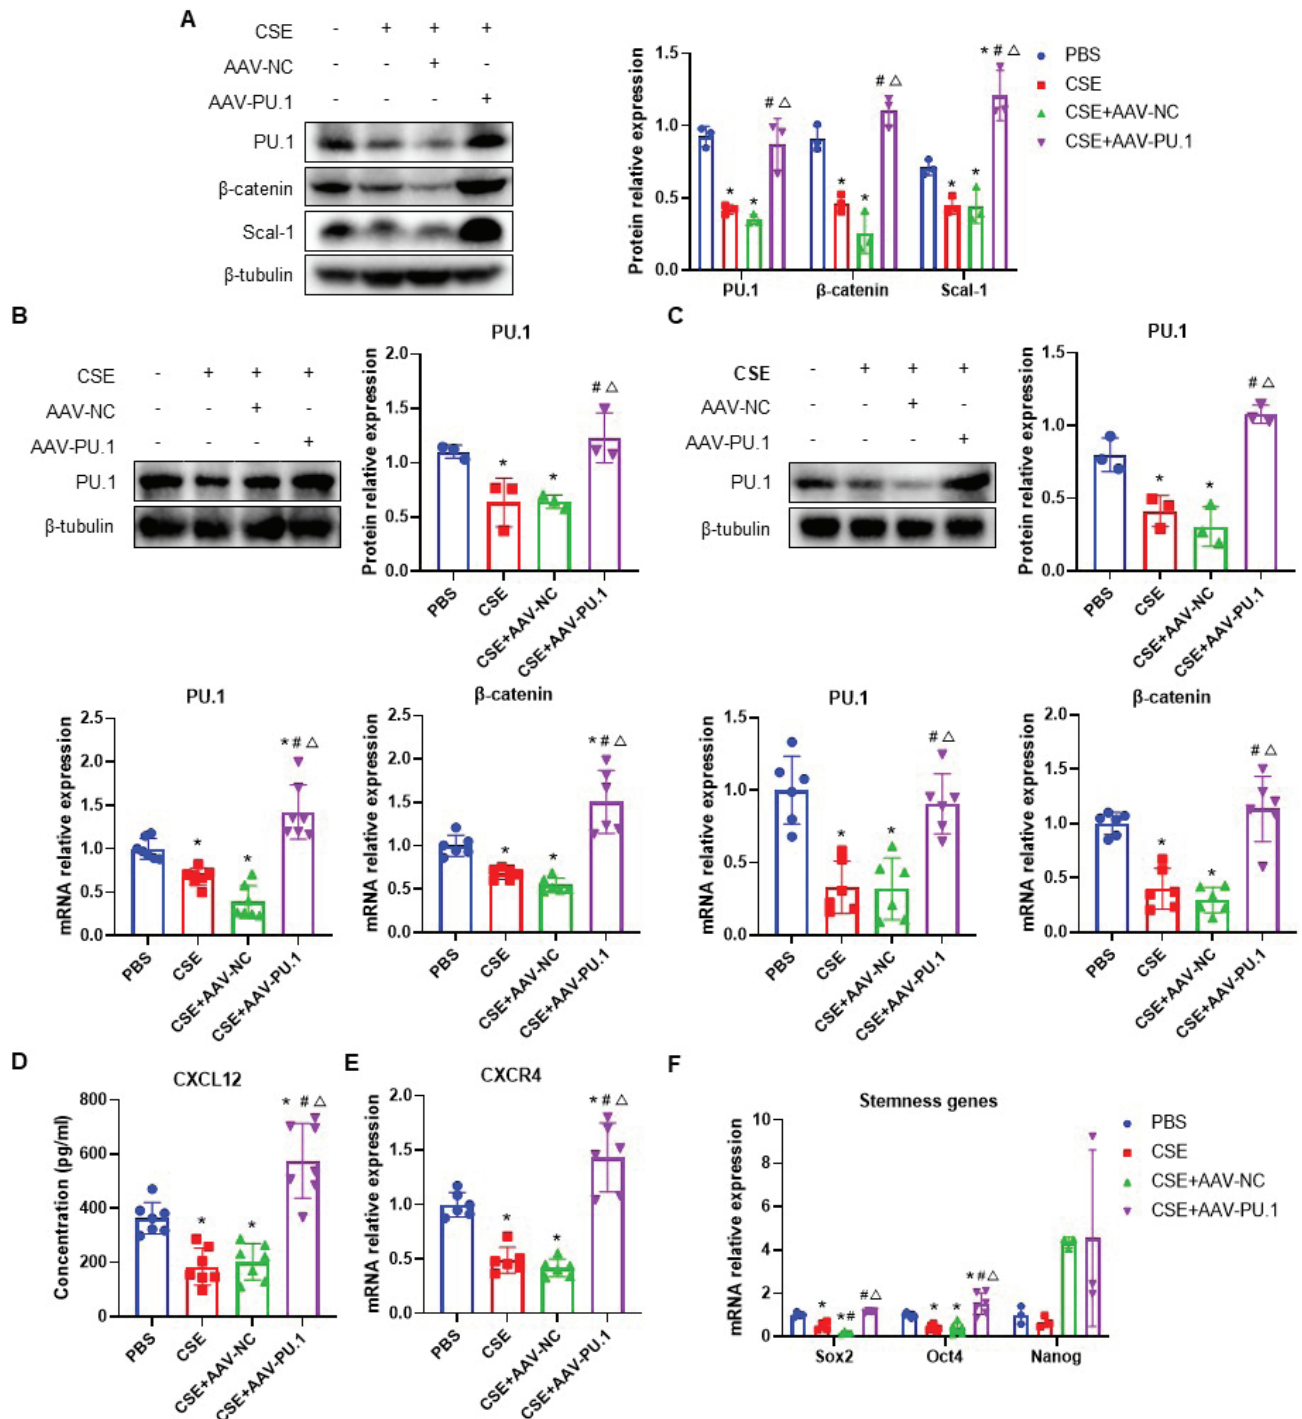 A
CSE - + + +
AAV-NC - - + -
AAV-PU.1 - - - +
PU.1
β-catenin
Scal-1
β-tubulin
Protein relative expression
1.5
1.0
0.5
0.0
* * # △
* * # △
* * * # △
PU.1 β-catenin Scal-1
PBS
CSE
CSE+AAV-NC
CSE+AAV-PU.1
B
CSE - + + +
AAV-NC - - + -
AAV-PU.1 - - - +
PU.1
β-tubulin
PU.1
Protein relative expression
2.0
1.5
1.0
0.5
0.0
* * # △
PBS
CSE
CSE+AAV-NC
CSE+AAV-PU.1
PU.1
mRNA relative expression
2.5
2.0
1.5
1.0
0.5
0.0
* * * # △
PBS
CSE
CSE+AAV-NC
CSE+AAV-PU.1
β-catenin
mRNA relative expression
2.5
2.0
1.5
1.0
0.5
0.0
* * * # △
PBS
CSE
CSE+AAV-NC
CSE+AAV-PU.1
C
CSE - + + +
AAV-NC - - + -
AAV-PU.1 - - - +
PU.1
β-tubulin
PU.1
Protein relative expression
1.5
1.0
0.5
0.0
* * # △
PBS
CSE
CSE+AAV-NC
CSE+AAV-PU.1
PU.1
mRNA relative expression
1.5
1.0
0.5
0.0
* * # △
PBS
CSE
CSE+AAV-NC
CSE+AAV-PU.1
β-catenin
mRNA relative expression
2.0
1.5
1.0
0.5
0.0
* * # △
PBS
CSE
CSE+AAV-NC
CSE+AAV-PU.1
D
CXCL12
Concentration (pg/ml)
800
600
400
200
0
* * * # △
PBS
CSE
CSE+AAV-NC
CSE+AAV-PU.1
E
CXCR4
mRNA relative expression
2.0
1.5
1.0
0.5
0.0
* * * # △
PBS
CSE
CSE+AAV-NC
CSE+AAV-PU.1
F
Stemness genes
mRNA relative expression
10
8
6
4
2
0
* *# #△
* * *#△
Sox2 Oct4 Nanog
PBS
CSE
CSE+AAV-NC
CSE+AAV-PU.1